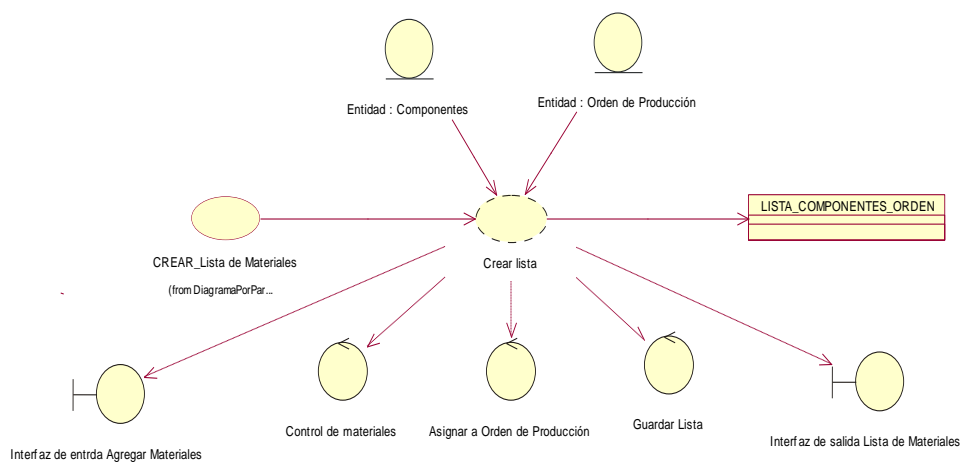 Entidad : Componentes
Entidad : Orden de Producción
LISTA_COMPONENTES_ORDEN
CREAR_Lista de Materiales
(from DiagramaPorPar...
Crear lista
Interfaz de entrda Agregar Materiales
Control de materiales
Asignar a Orden de Producción
Guardar Lista
Interfaz de salida Lista de Materiales